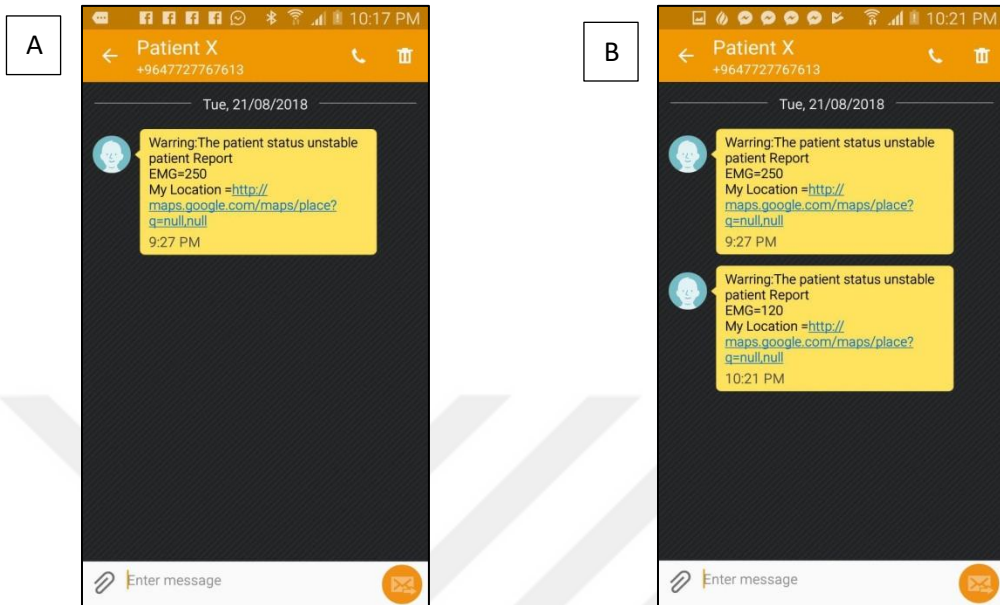 A
10:17 PM
Patient X
+9647727767613
Tue, 21/08/2018
Warring:The patient status unstable
patient Report
EMG=250
My Location =http://
maps.google.com/maps/place?
q=null,null
9:27 PM
Enter message
B
10:21 PM
Patient X
+9647727767613
Tue, 21/08/2018
Warring:The patient status unstable
patient Report
EMG=250
My Location =http://
maps.google.com/maps/place?
q=null,null
9:27 PM
Warring:The patient status unstable
patient Report
EMG=120
My Location =http://
maps.google.com/maps/place?
q=null,null
10:21 PM
Enter message